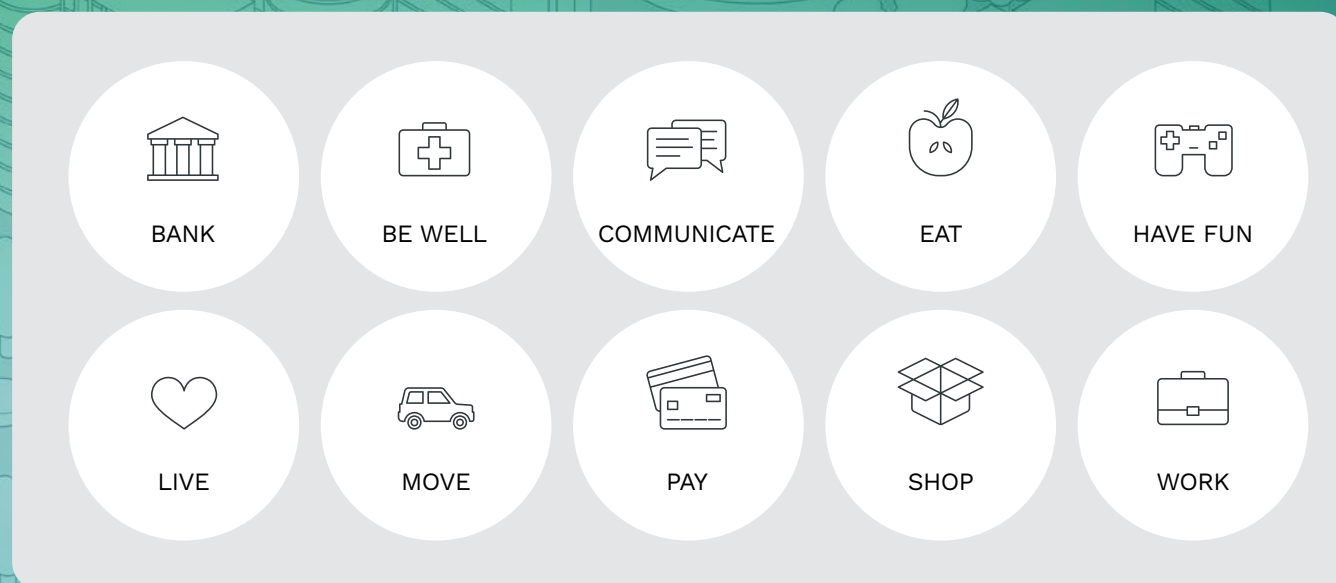 BANK
BE WELL
COMMUNICATE
EAT
HAVE FUN
LIVE
MOVE
PAY
SHOP
WORK